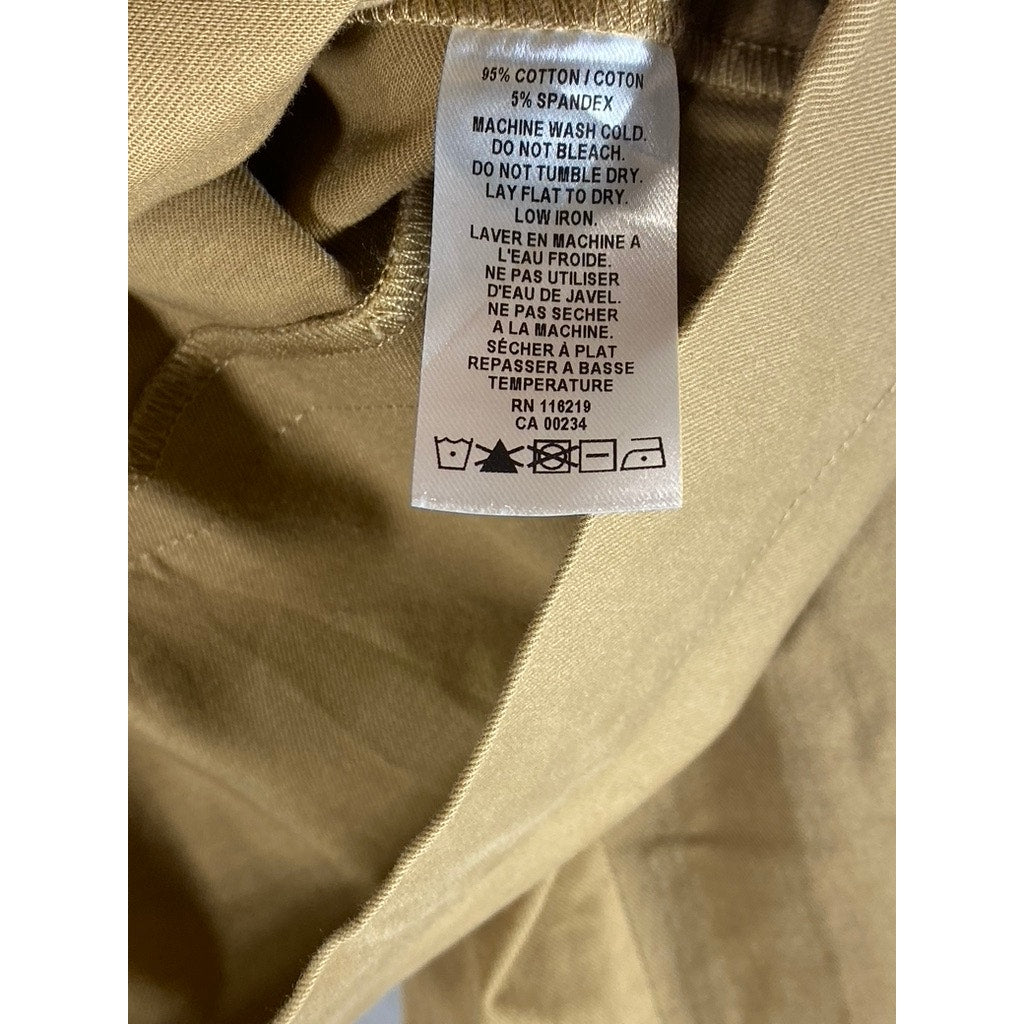 95% COTTON / COTON
5% SPANDEX
MACHINE WASH COLD.
DO NOT BLEACH.
DO NOT TUMBLE DRY.
LAY FLAT TO DRY.
LOW IRON.
LAVER EN MACHINE A
L'EAU FROIDE.
NE PAS UTILISER
D'EAU DE JAVEL.
NE PAS SECHER
A LA MACHINE.
SÉCHER À PLAT
REPASSER A BASSE
TEMPERATURE
RN 116219
CA 00234